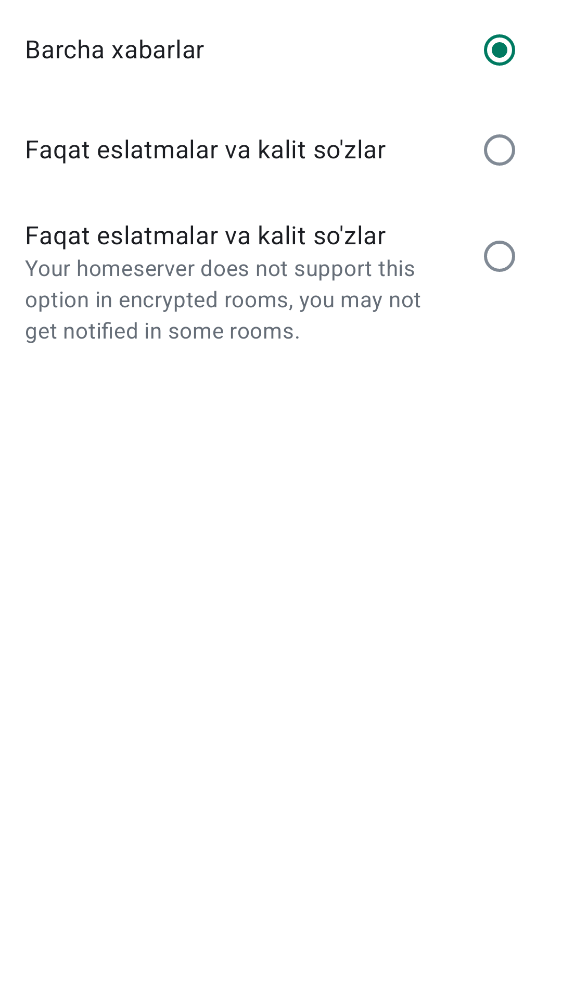 Barcha xabarlar
Faqat eslatmalar va kalit so'zlar
Faqat eslatmalar va kalit so'zlar
Your homeserver does not support this
option in encrypted rooms, you may not
get notified in some rooms.